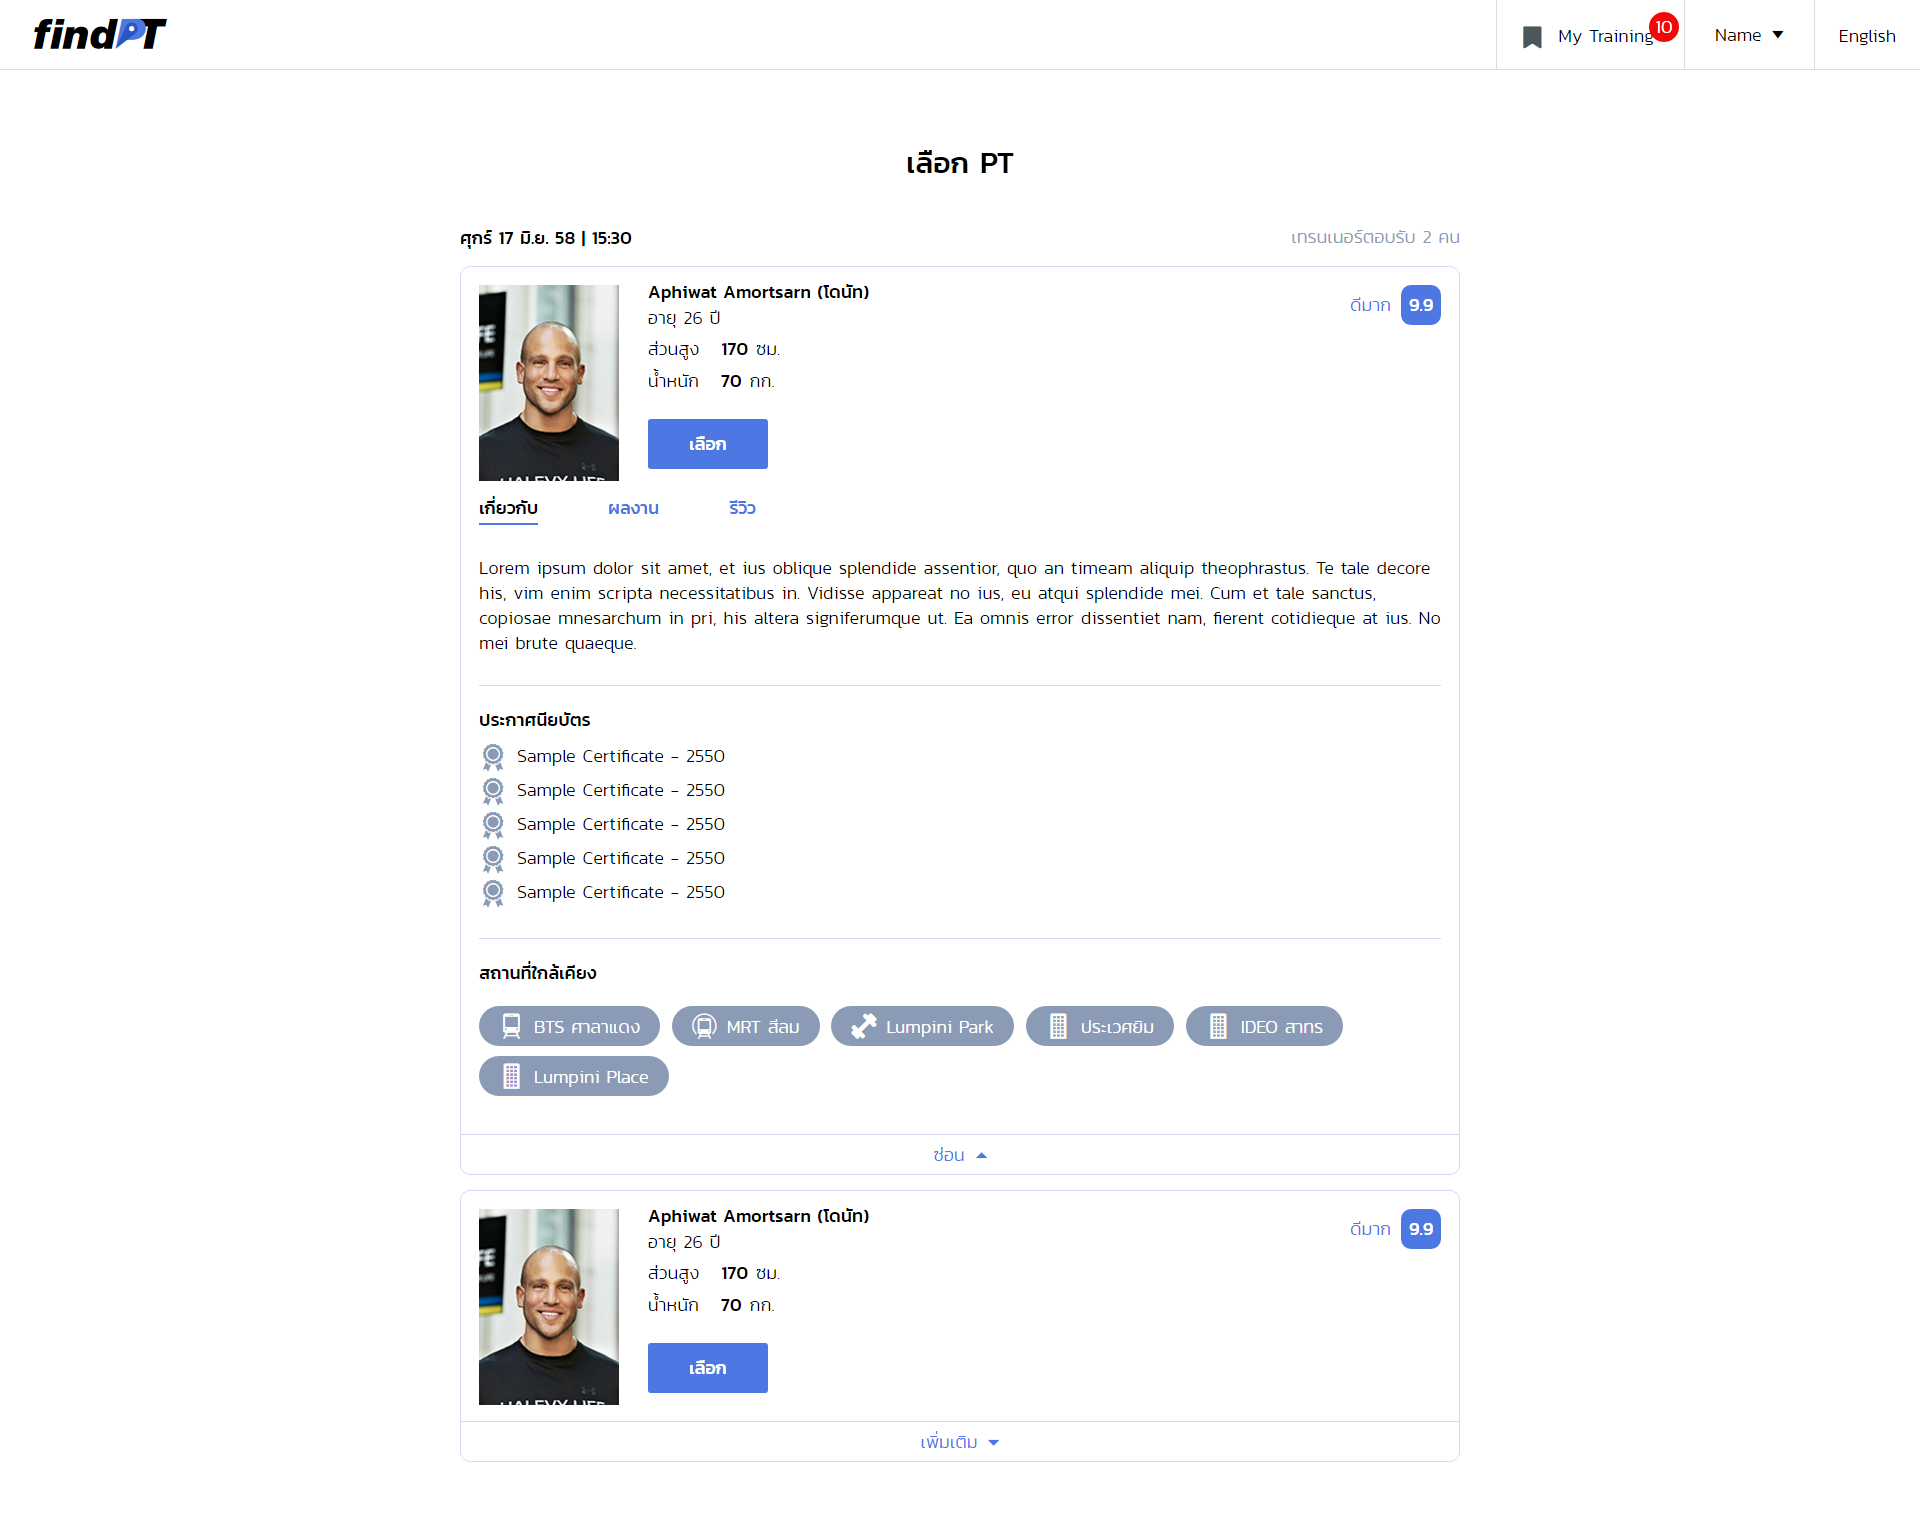 findPT
My Training
10
Name
English
เลือก PT
ศุกร์ 17 มิ.ย. 58 | 15:30
เทรนเนอร์ตอบรับ 2 คน
Aphiwat Amortsarn (โดนัท)
ดีมาก 9.9
อายุ 26 ปี
ส่วนสูง 170 ซม.
น้ำหนัก 70 กก.
เลือก
เกี่ยวกับ ผลงาน รีวิว
Lorem ipsum dolor sit amet, et ius oblique splendide assentior, quo an timeam aliquip theophrastus. Te tale decore
his, vim enim scripta necessitatibus in. Vidisse appareat no ius, eu atqui splendide mei. Cum et tale sanctus,
copiosae mnesarchum in pri, his altera signiferumque ut. Ea omnis error dissentiet nam, fierent cotidieque at ius. No
mei brute quaeque.
ประกาศนียบัตร
Sample Certificate - 2550
Sample Certificate - 2550
Sample Certificate - 2550
Sample Certificate - 2550
Sample Certificate - 2550
สถานที่ใกล้เคียง
BTS ศาลาแดง MRT สีลม Lumpini Park ประเวศยิม IDEO สาทร
Lumpini Place
ซ่อน
Aphiwat Amortsarn (โดนัท)
ดีมาก 9.9
อายุ 26 ปี
ส่วนสูง 170 ซม.
น้ำหนัก 70 กก.
เลือก
เพิ่มเติม